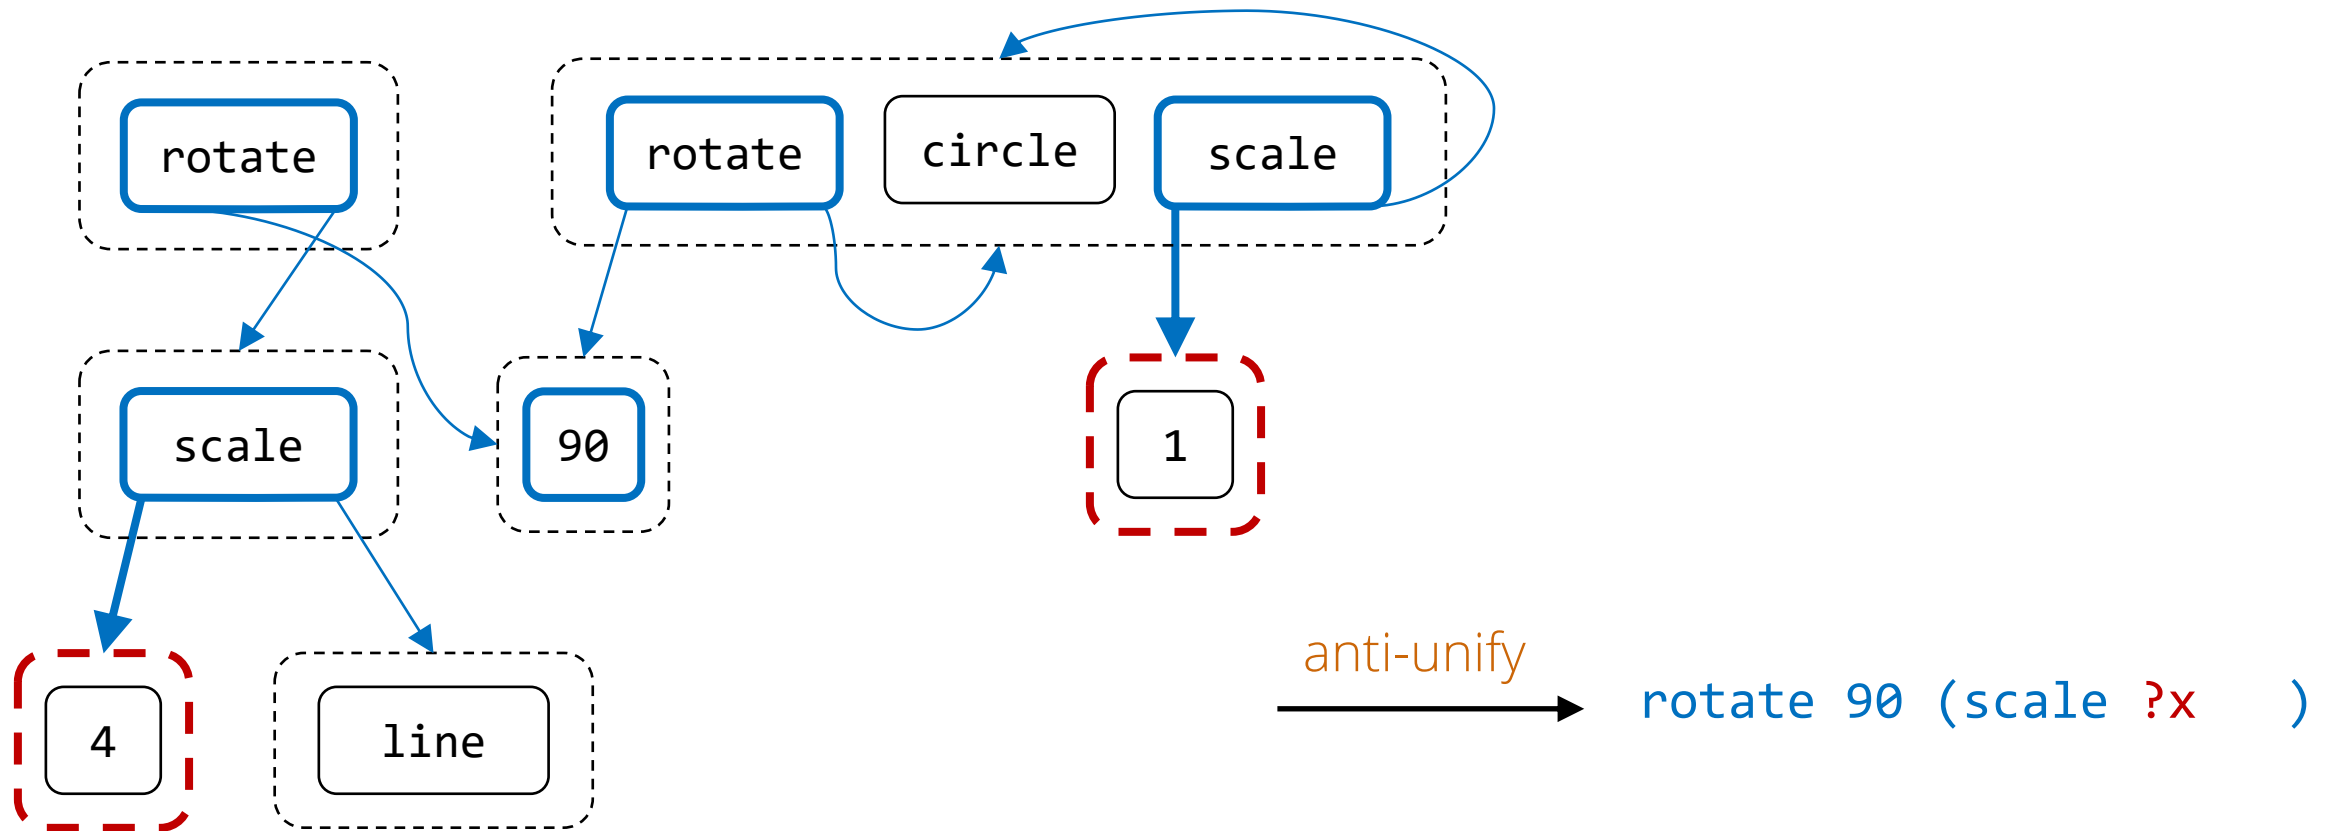 rotate
rotate
circle
scale
scale
90
1
4
line
anti-unify
rotate 90 (scale ?x )